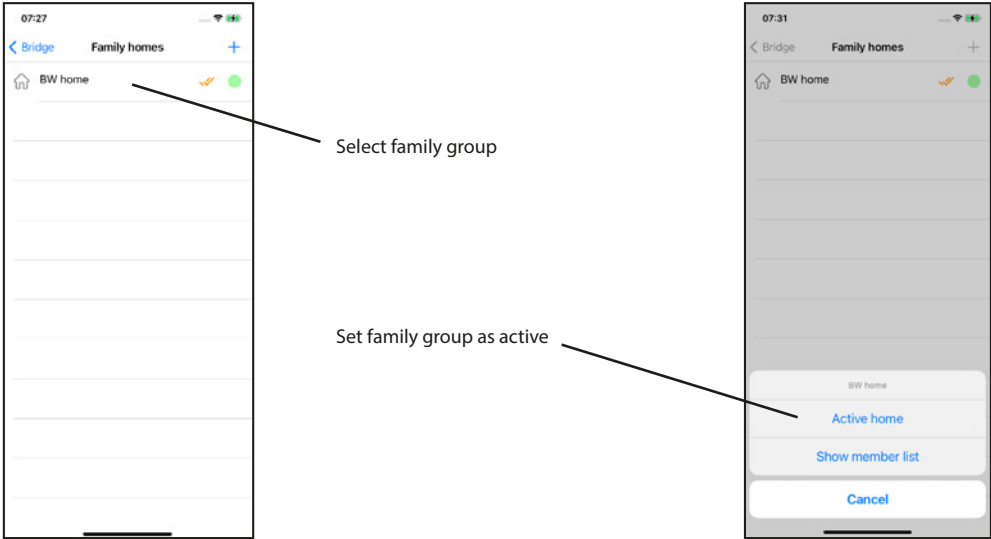 07:27
Bridge
Family homes
+
BW home
Select family group
Set family group as active
07:31
Bridge
Family homes
+
BW home
BW home
Active home
Show member list
Cancel